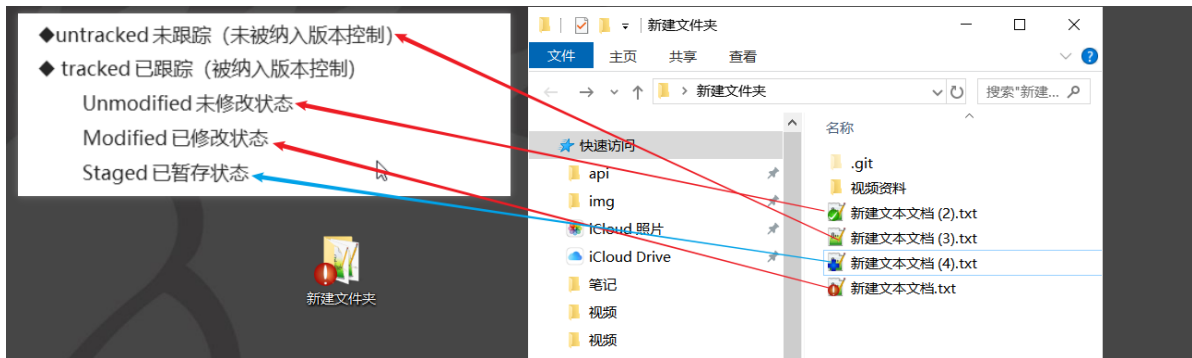 ◆untracked 未跟踪（未被纳入版本控制）
◆ tracked 已跟踪（被纳入版本控制）
Unmodified 未修改状态
Modified 已修改状态
Staged 已暂存状态
新建文件夹
新建文件夹
文件 主页 共享 查看
新建文件夹
搜索"新建...
快速访问
api
img
iCloud 照片
iCloud Drive
笔记
视频
视频
名称
.git
视频资料
新建文本文档 (2).txt
新建文本文档 (3).txt
新建文本文档 (4).txt
新建文本文档.txt